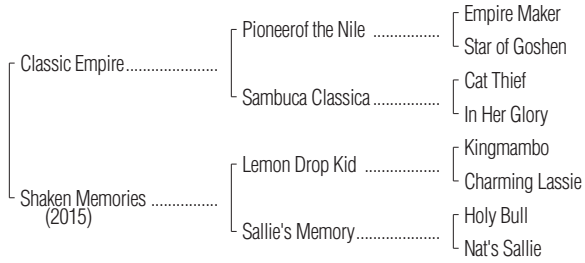 Empire Maker
Pioneerof the Nile ................
Star of Goshen
Classic Empire......................
Cat Thief
Sambuca Classica................
In Her Glory
Kingmambo
Lemon Drop Kid ..................
Charming Lassie
Shaken Memories ................
(2015)
Holy Bull
Sallie's Memory....................
Nat's Sallie